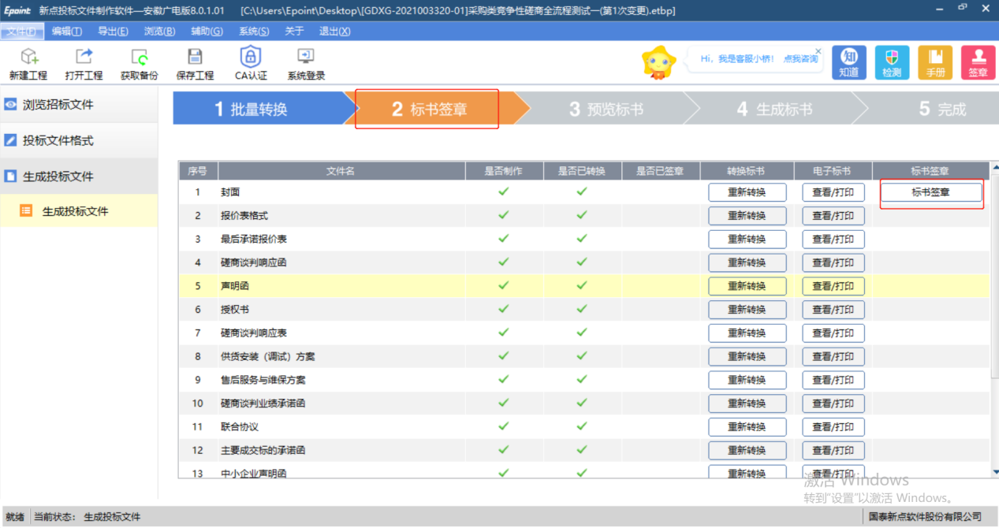 Epoint 新点投标文件制作软件—安徽广电版8.0.1.01 [C:\Users\Epoint\Desktop\[GDXG-2021003320-01]采购类竞争性磋商全流程测试一(第1次变更).etbp]
文件(F) 编辑(T) 导出(E) 浏览(B) 辅助(G) 系统(S) 关于 退出(X)
新建工程 打开工程 获取备份 保存工程 CA认证 系统登录
Hi，我是客服小桥！ 点我咨询
知 知道 检测 手册 签章
浏览招标文件
投标文件格式
生成投标文件
生成投标文件
1 批量转换 2 标书签章 3 预览标书 4 生成标书 5 完成
序号 文件名 是否制作 是否已转换 是否已签章 转换标书 电子标书 标书签章
1 封面 重新转换 查看/打印 标书签章
2 报价表格式 重新转换 查看/打印
3 最后承诺报价表 重新转换 查看/打印
4 磋商谈判响应函 重新转换 查看/打印
5 声明函 重新转换 查看/打印
6 授权书 重新转换 查看/打印
7 磋商谈判响应表 重新转换 查看/打印
8 供货安装（调试）方案 重新转换 查看/打印
9 售后服务与维保方案 重新转换 查看/打印
10 磋商谈判业绩承诺函 重新转换 查看/打印
11 联合协议 重新转换 查看/打印
12 主要成交标的承诺函 重新转换 查看/打印
13 中小企业声明函 重新转换 查看/打印
激活 Windows
转到"设置"以激活 Windows。
就绪 当前状态： 生成投标文件 国泰新点软件股份有限公司